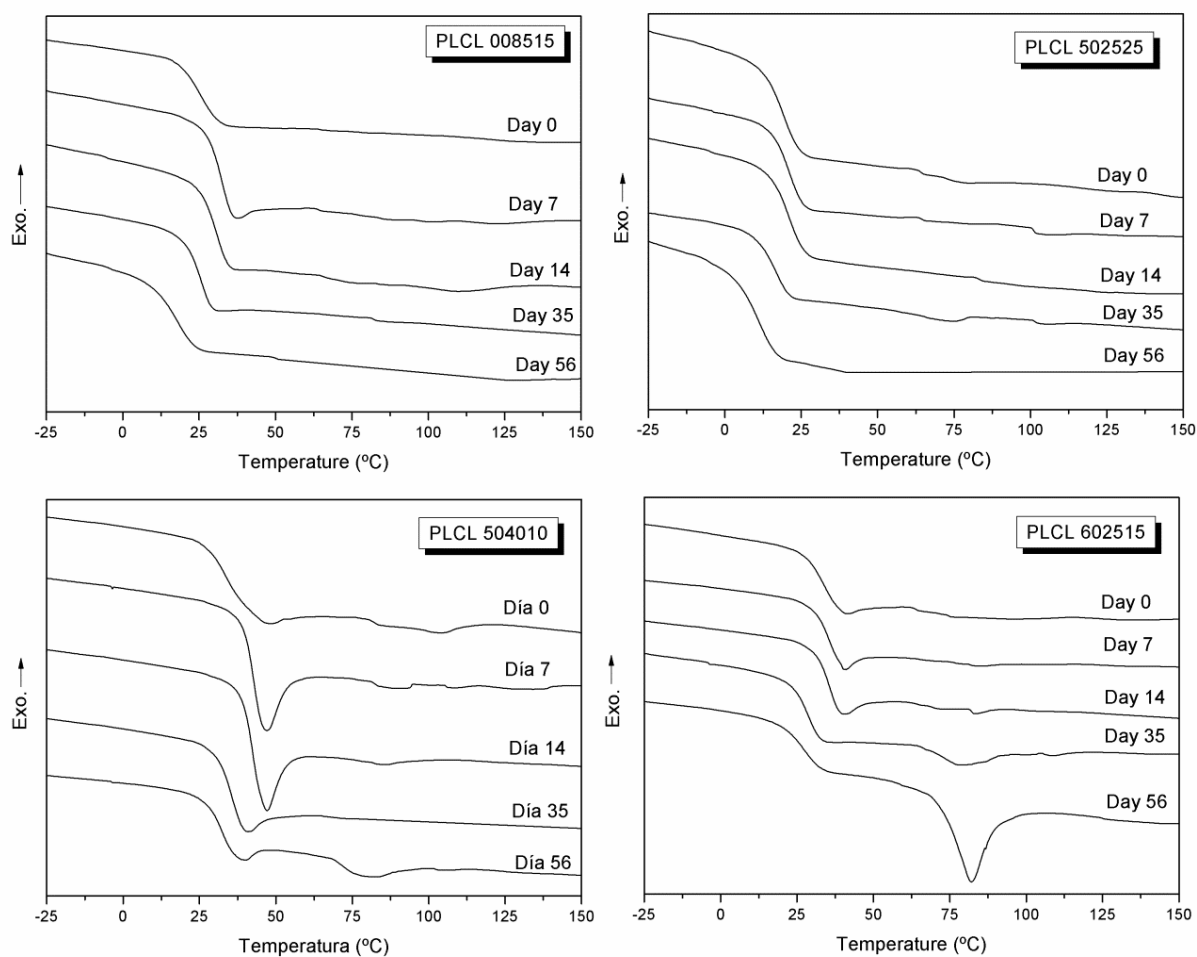 PLCL 008515
Day 0
Day 7
Day 14
Day 35
Day 56
Exo.
-25 0 25 50 75 100 125 150
Temperature (ºC)
PLCL 502525
Day 0
Day 7
Day 14
Day 35
Day 56
Exo.
-25 0 25 50 75 100 125 150
Temperature (ºC)
PLCL 504010
Día 0
Día 7
Día 14
Día 35
Día 56
Exo.
-25 0 25 50 75 100 125 150
Temperatura (ºC)
PLCL 602515
Day 0
Day 7
Day 14
Day 35
Day 56
Exo.
-25 0 25 50 75 100 125 150
Temperature (ºC)